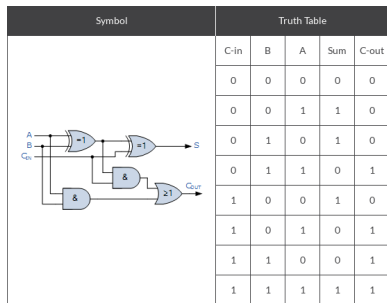 Symbol Truth Table
C-in B A Sum C-out
0 0 0 0 0
0 0 1 1 0
0 1 0 1 0
0 1 1 0 1
1 0 0 1 0
1 0 1 0 1
1 1 0 0 1
1 1 1 1 1
A
B
C_IN
=1
=1
S
&
&
≥1
C_OUT